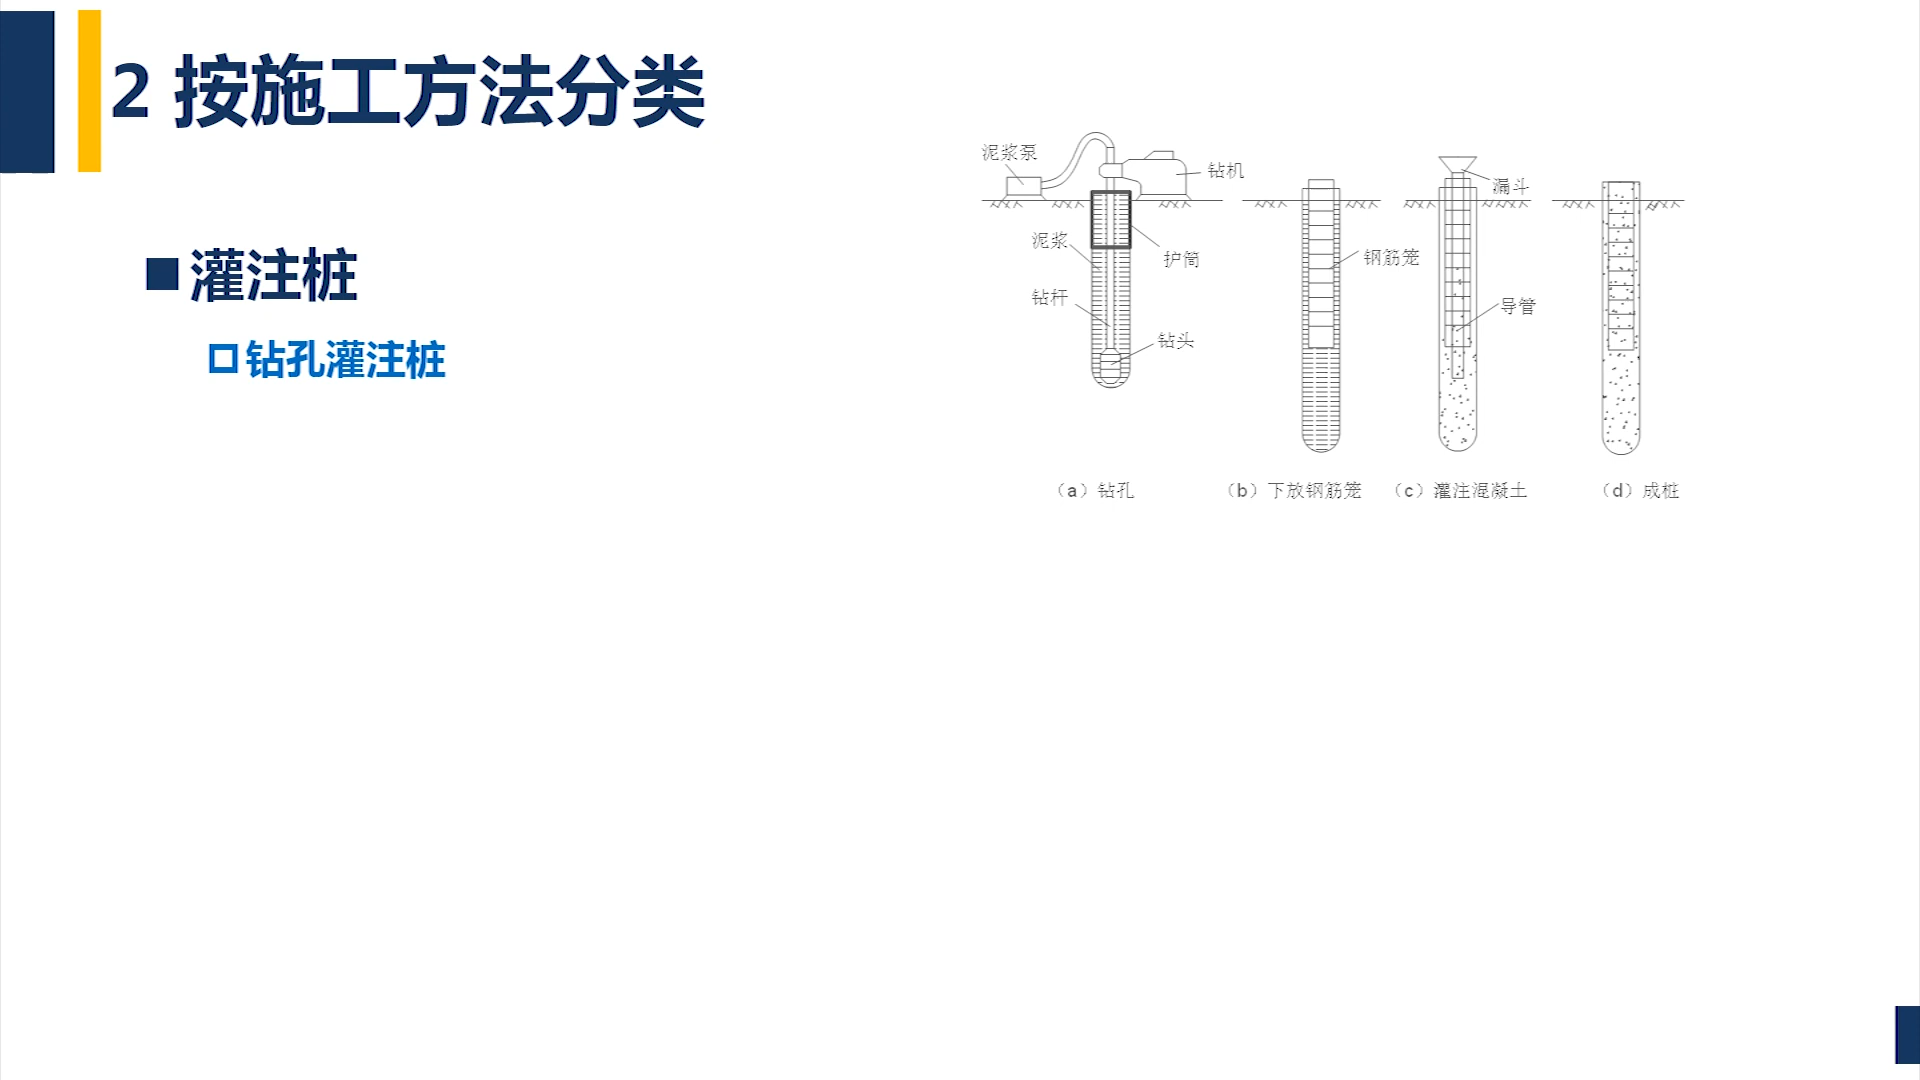 2 按施工方法分类
灌注桩
钻孔灌注桩
泥浆泵
钻机
泥浆
护筒
钻杆
钻头
钢筋笼
漏斗
导管
（a）钻孔
（b）下放钢筋笼
（c）灌注混凝土
（d）成桩